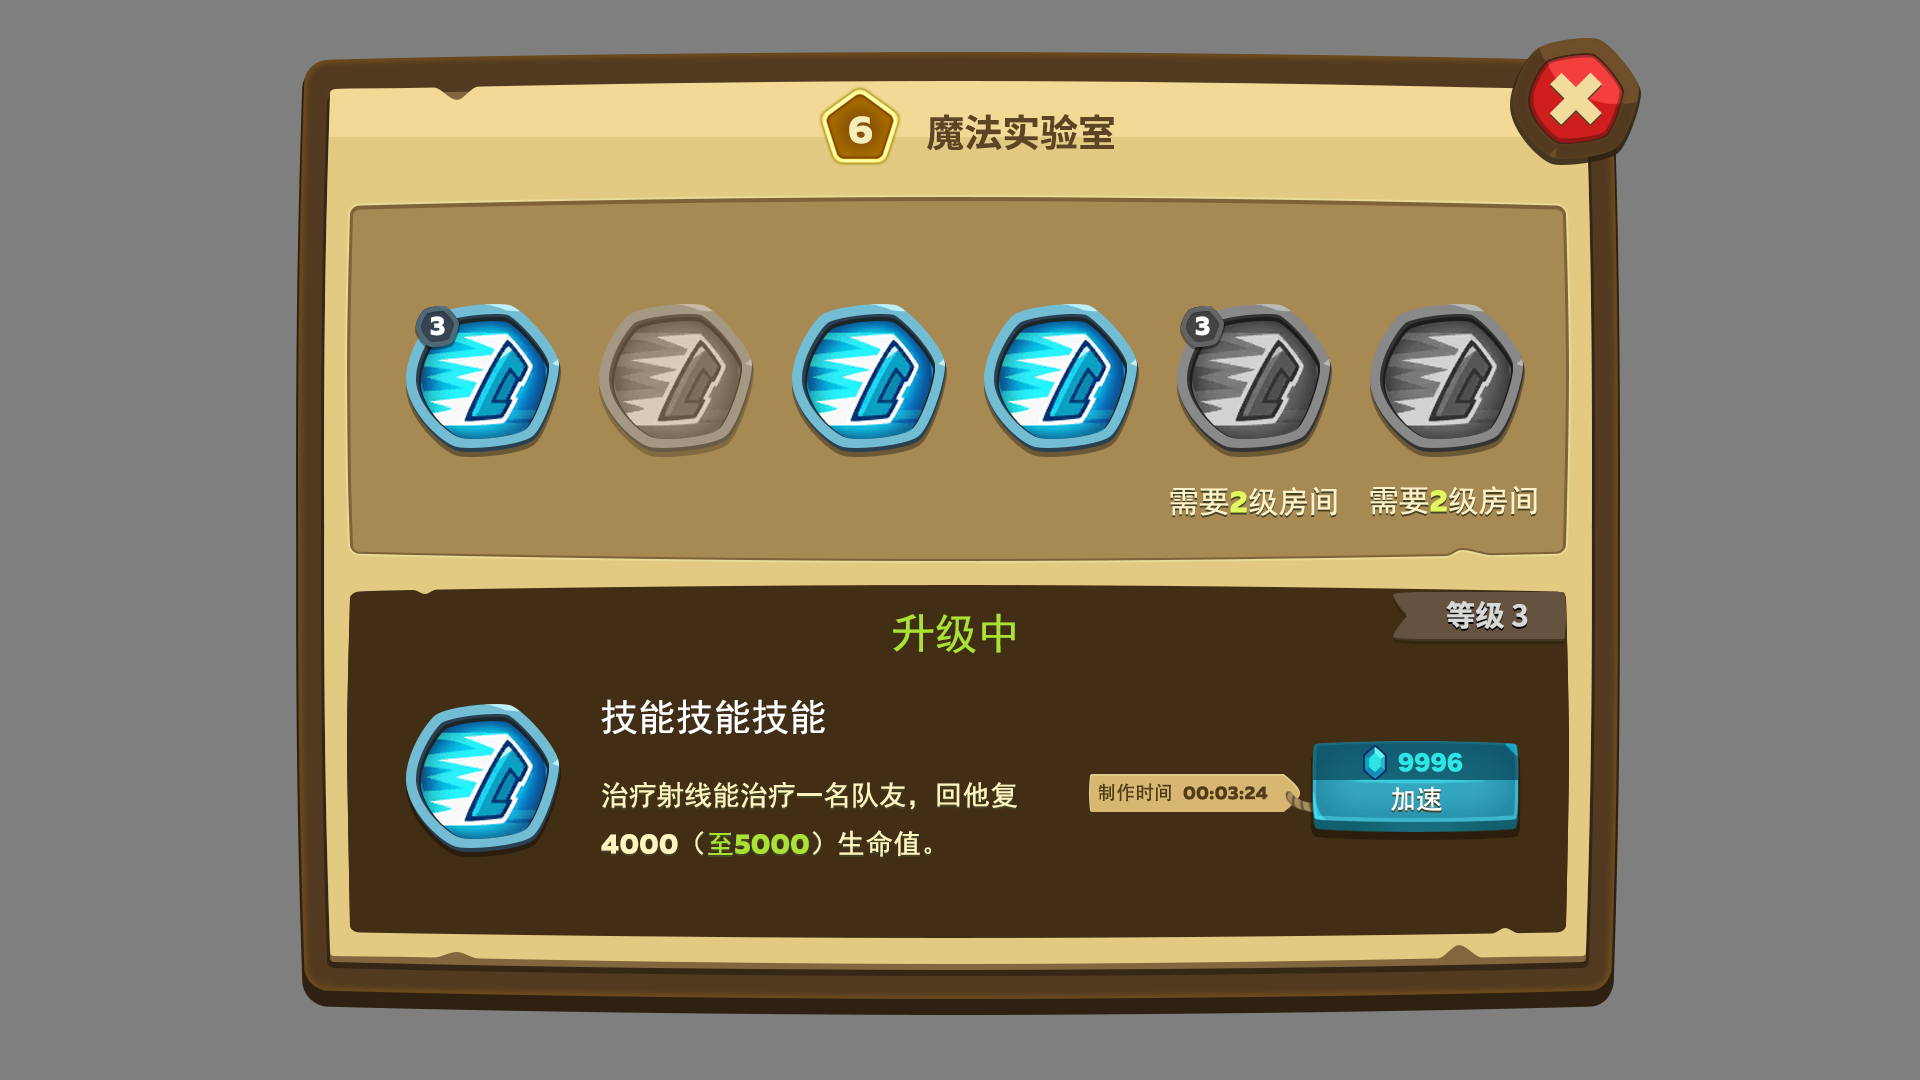 6 魔法实验室
3
3
需要2级房间 需要2级房间
等级 3
升级中
技能技能技能
治疗射线能治疗一名队友，回他复
4000（至5000）生命值。
制作时间 00:03:24
9996
加速